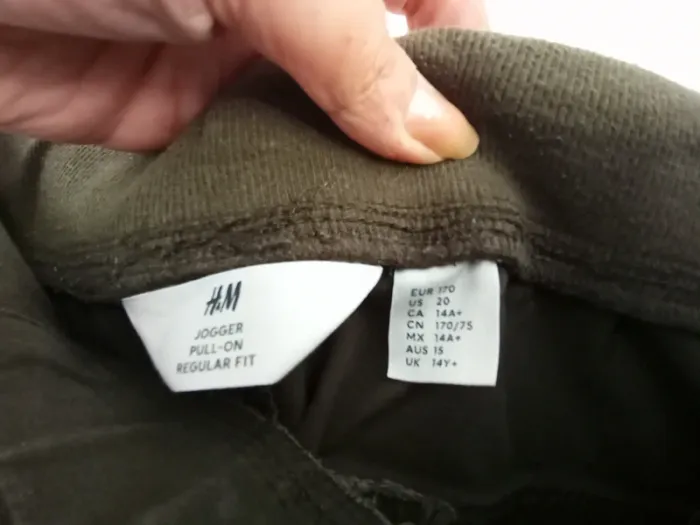 H&M
JOGGER
PULL-ON
REGULAR FIT
EUR 170
US 20
CA 14A+
CN 170/75
MX 14A+
AUS 15
UK 14Y+